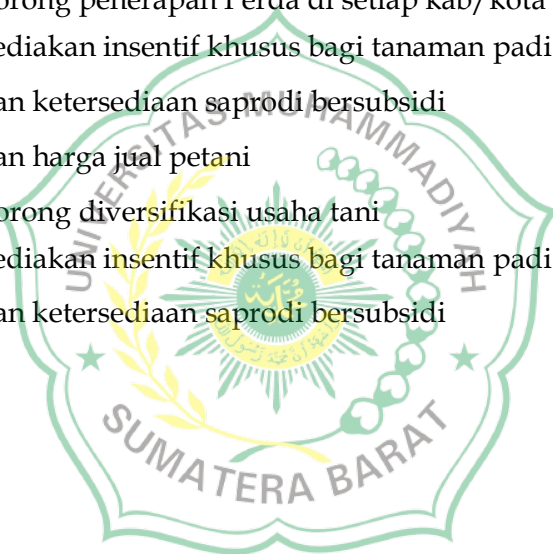 orong penerapan Perda di setiap kab/kota
ediakan insentif khusus bagi tanaman padi
an ketersediaan saprodi bersubsidi
an harga jual petani
orong diversifikasi usaha tani
ediakan insentif khusus bagi tanaman padi
an ketersediaan saprodi bersubsidi
UNIVERSITAS MUHAMMADIYAH
SUMATERA BARAT